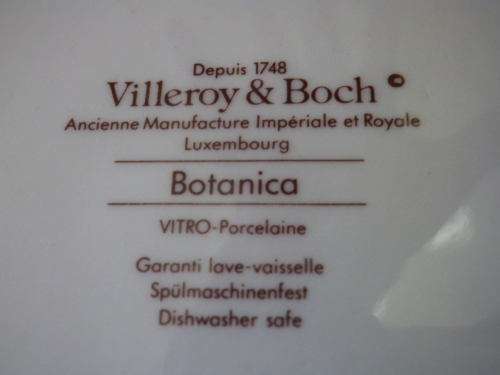 Depuis 1748
Villeroy & Boch ©
Ancienne Manufacture Impériale et Royale
Luxembourg
Botanica
VITRO-Porcelaine
Garanti lave-vaisselle
Spülmaschinenfest
Dishwasher safe